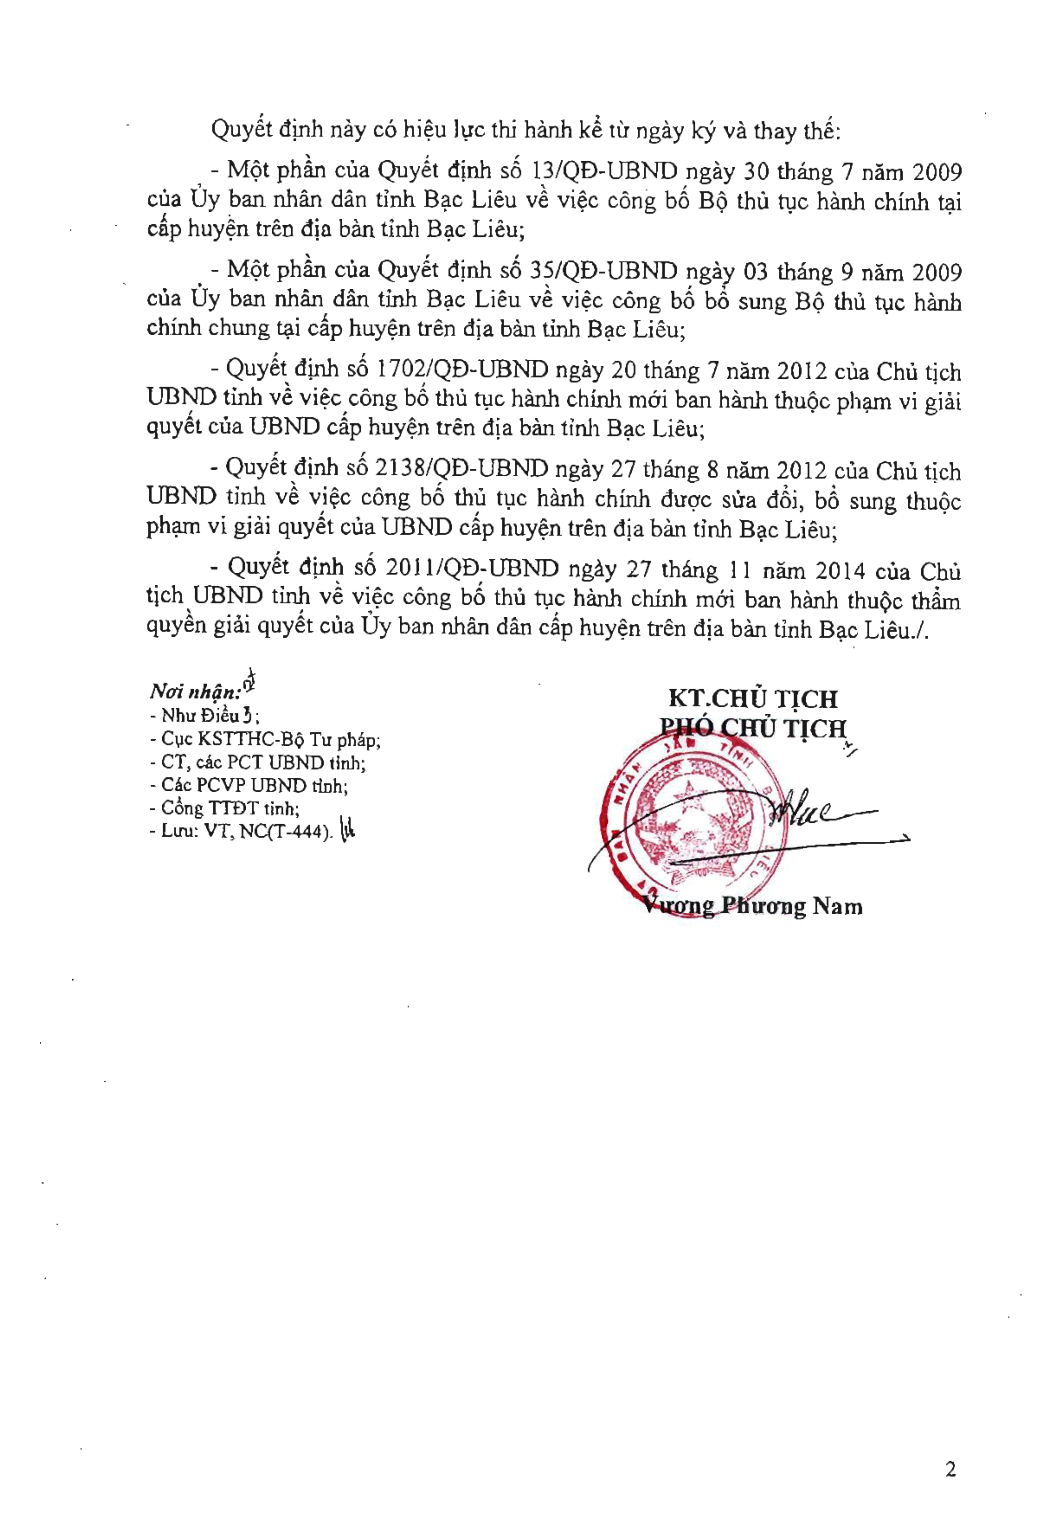 Quyết định này có hiệu lực thi hành kể từ ngày ký và thay thế:
- Một phần của Quyết định số 13/QĐ-UBND ngày 30 tháng 7 năm 2009
của Ủy ban nhân dân tỉnh Bạc Liêu về việc công bố Bộ thủ tục hành chính tại
cấp huyện trên địa bàn tỉnh Bạc Liêu;
- Một phần của Quyết định số 35/QĐ-UBND ngày 03 tháng 9 năm 2009
của Ủy ban nhân dân tỉnh Bạc Liêu về việc công bố bổ sung Bộ thủ tục hành
chính chung tại cấp huyện trên địa bàn tỉnh Bạc Liêu;
- Quyết định số 1702/QĐ-UBND ngày 20 tháng 7 năm 2012 của Chủ tịch
UBND tỉnh về việc công bố thủ tục hành chính mới ban hành thuộc phạm vi giải
quyết của UBND cấp huyện trên địa bàn tỉnh Bạc Liêu;
- Quyết định số 2138/QĐ-UBND ngày 27 tháng 8 năm 2012 của Chủ tịch
UBND tỉnh về việc công bố thủ tục hành chính được sửa đổi, bổ sung thuộc
phạm vi giải quyết của UBND cấp huyện trên địa bàn tỉnh Bạc Liêu;
- Quyết định số 2011/QĐ-UBND ngày 27 tháng 11 năm 2014 của Chủ
tịch UBND tỉnh về việc công bố thủ tục hành chính mới ban hành thuộc thẩm
quyền giải quyết của Ủy ban nhân dân cấp huyện trên địa bàn tỉnh Bạc Liêu./.
Nơi nhận:
- Như Điều 3;
- Cục KSTTHC-Bộ Tư pháp;
- CT, các PCT UBND tỉnh;
- Các PCVP UBND tỉnh;
- Cổng TTĐT tỉnh;
- Lưu: VT, NC(T-444).
KT.CHỦ TỊCH
PHÓ CHỦ TỊCH
ỦY BAN NHÂN DÂN TỈNH BẠC LIÊU
Vương Phương Nam
2